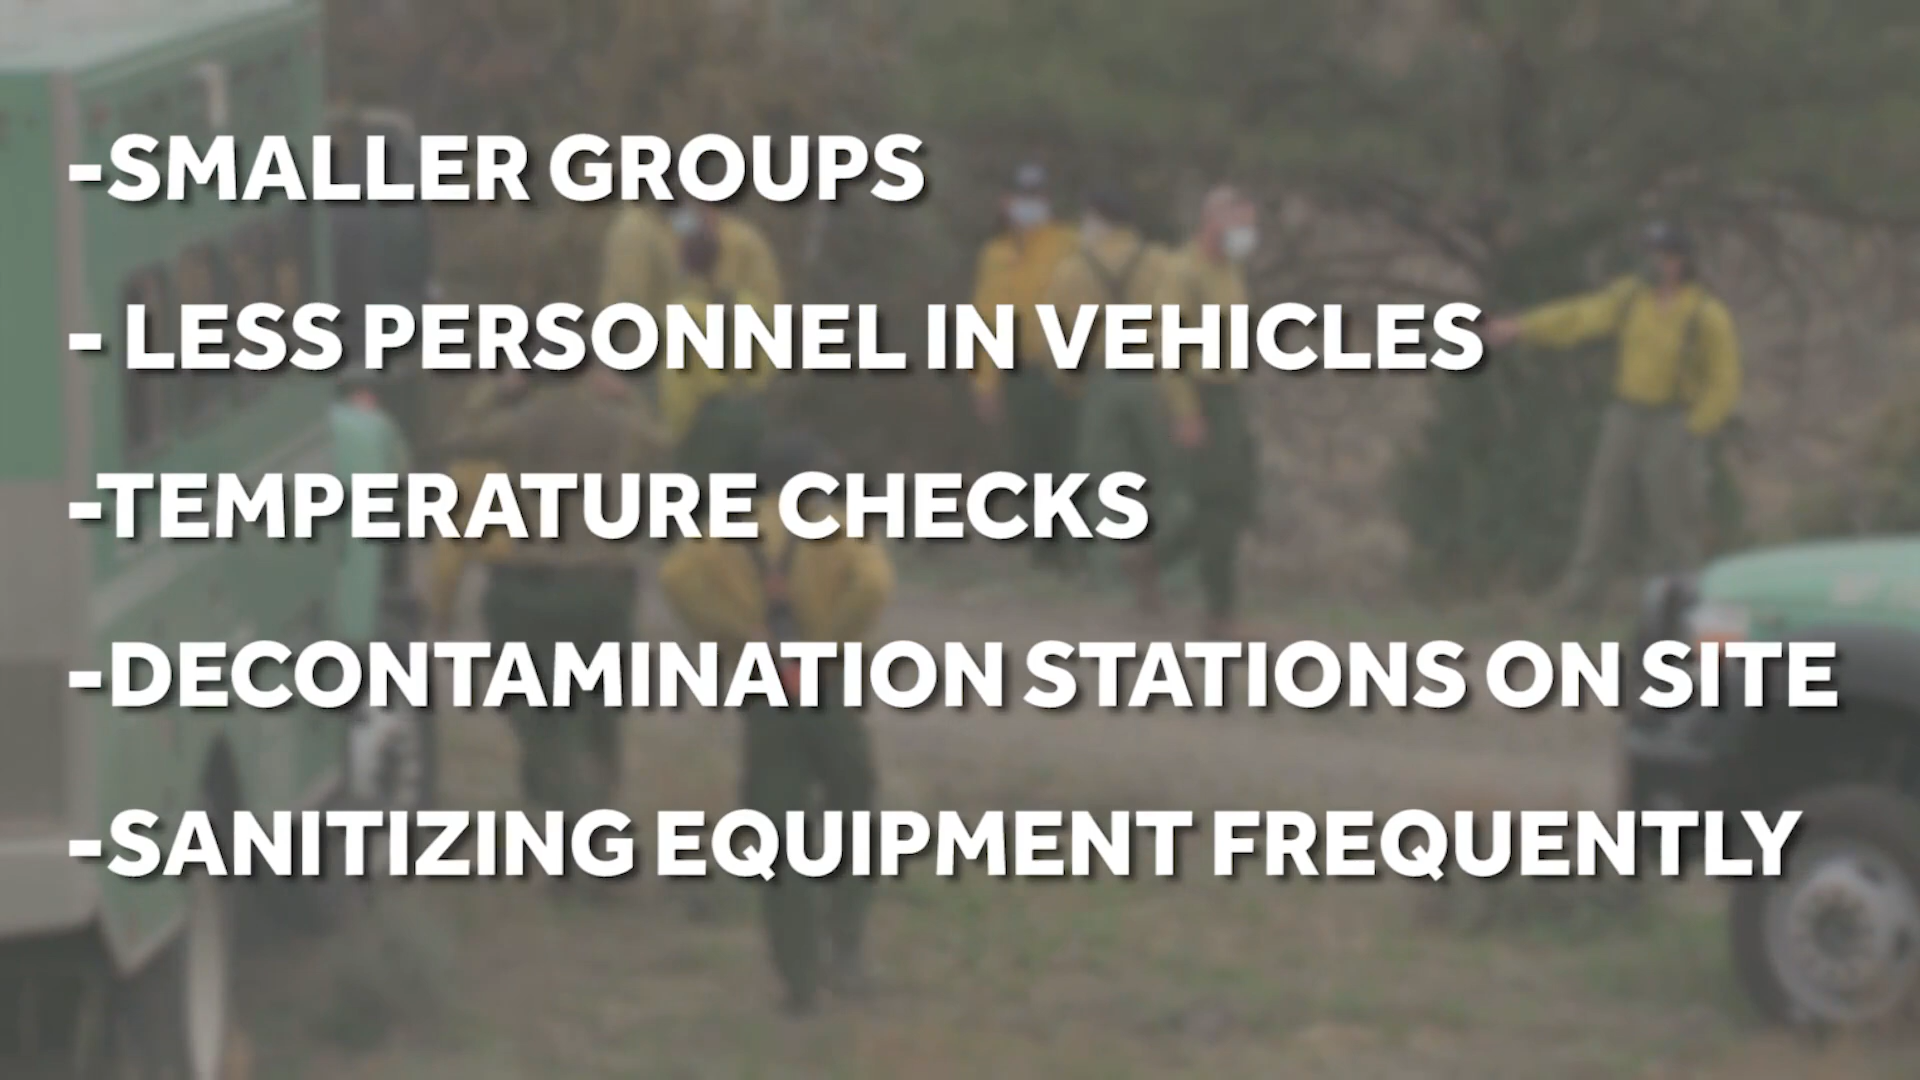 -SMALLER GROUPS
- LESS PERSONNEL IN VEHICLES
-TEMPERATURE CHECKS
-DECONTAMINATION STATIONS ON SITE
-SANITIZING EQUIPMENT FREQUENTLY